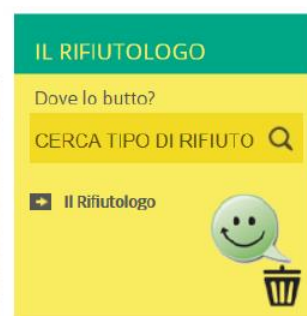 IL RIFIUTOLOGO
Dove lo butto?
CERCA TIPO DI RIFIUTO
Il Rifiutologo